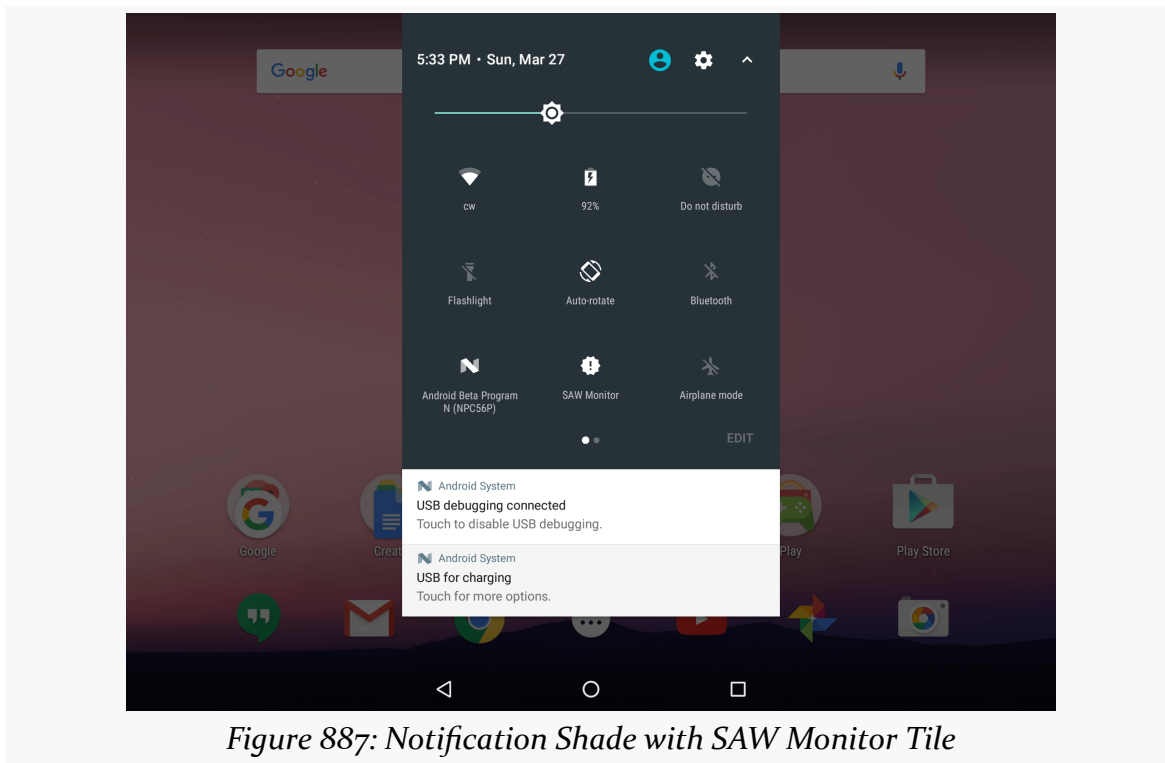 Google
5:33 PM • Sun, Mar 27
cw
92%
Do not disturb
Flashlight
Auto-rotate
Bluetooth
Android Beta Program
N (NPC56P)
SAW Monitor
Airplane mode
EDIT
Android System
USB debugging connected
Touch to disable USB debugging.
Android System
USB for charging
Touch for more options.
Google
Creat
Play
Play Store
Figure 887: Notification Shade with SAW Monitor Tile